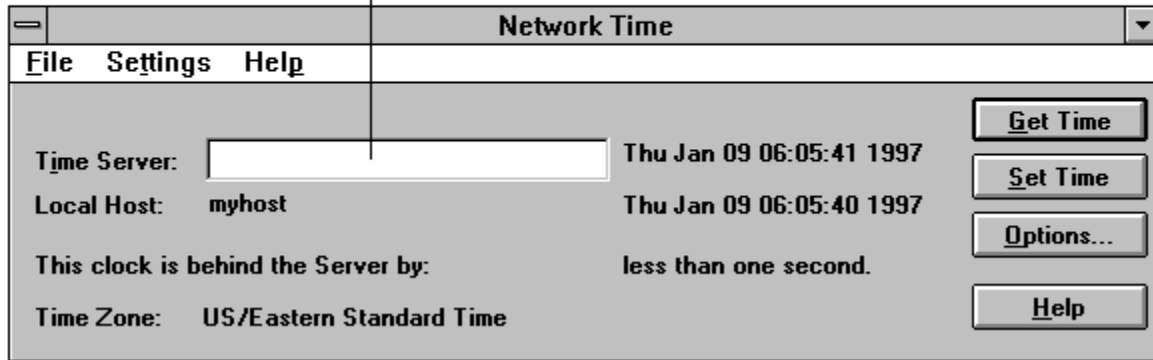 Network Time
File Settings Help
Get Time
Time Server: Thu Jan 09 06:05:41 1997
Set Time
Local Host: myhost Thu Jan 09 06:05:40 1997
Options...
This clock is behind the Server by: less than one second.
Help
Time Zone: US/Eastern Standard Time